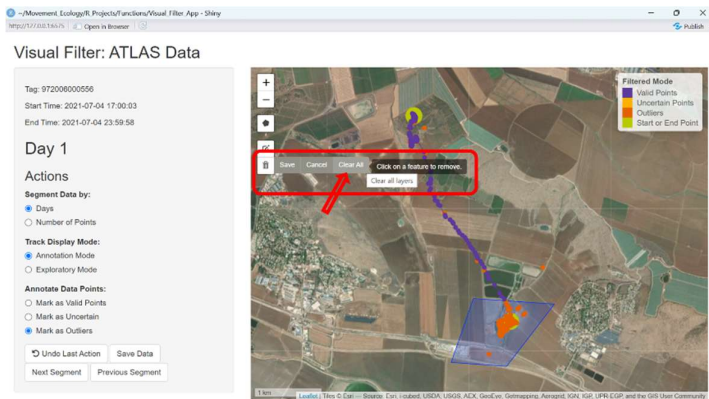 ~/Movement_Ecology/R_Projects/Functions/Visual_Filter_App - Shiny
http://127.0.0.1:6575 Open in Browser
Publish
Visual Filter: ATLAS Data
Tag: 972006000556
Start Time: 2021-07-04 17:00:03
End Time: 2021-07-04 23:59:58
Day 1
Actions
Segment Data by:
Days
Number of Points
Track Display Mode:
Annotation Mode
Exploratory Mode
Annotate Data Points:
Mark as Valid Points
Mark as Uncertain
Mark as Outliers
Undo Last Action Save Data
Next Segment Previous Segment
+
−
Save Cancel Clear All Click on a feature to remove.
Clear all layers
Filtered Mode
Valid Points
Uncertain Points
Outliers
Start or End Point
1 km
Leaflet | Tiles © Esri — Source: Esri, i-cubed, USDA, USGS, AEX, GeoEye, Getmapping, Aerogrid, IGN, IGP, UPR-EGP, and the GIS User Community